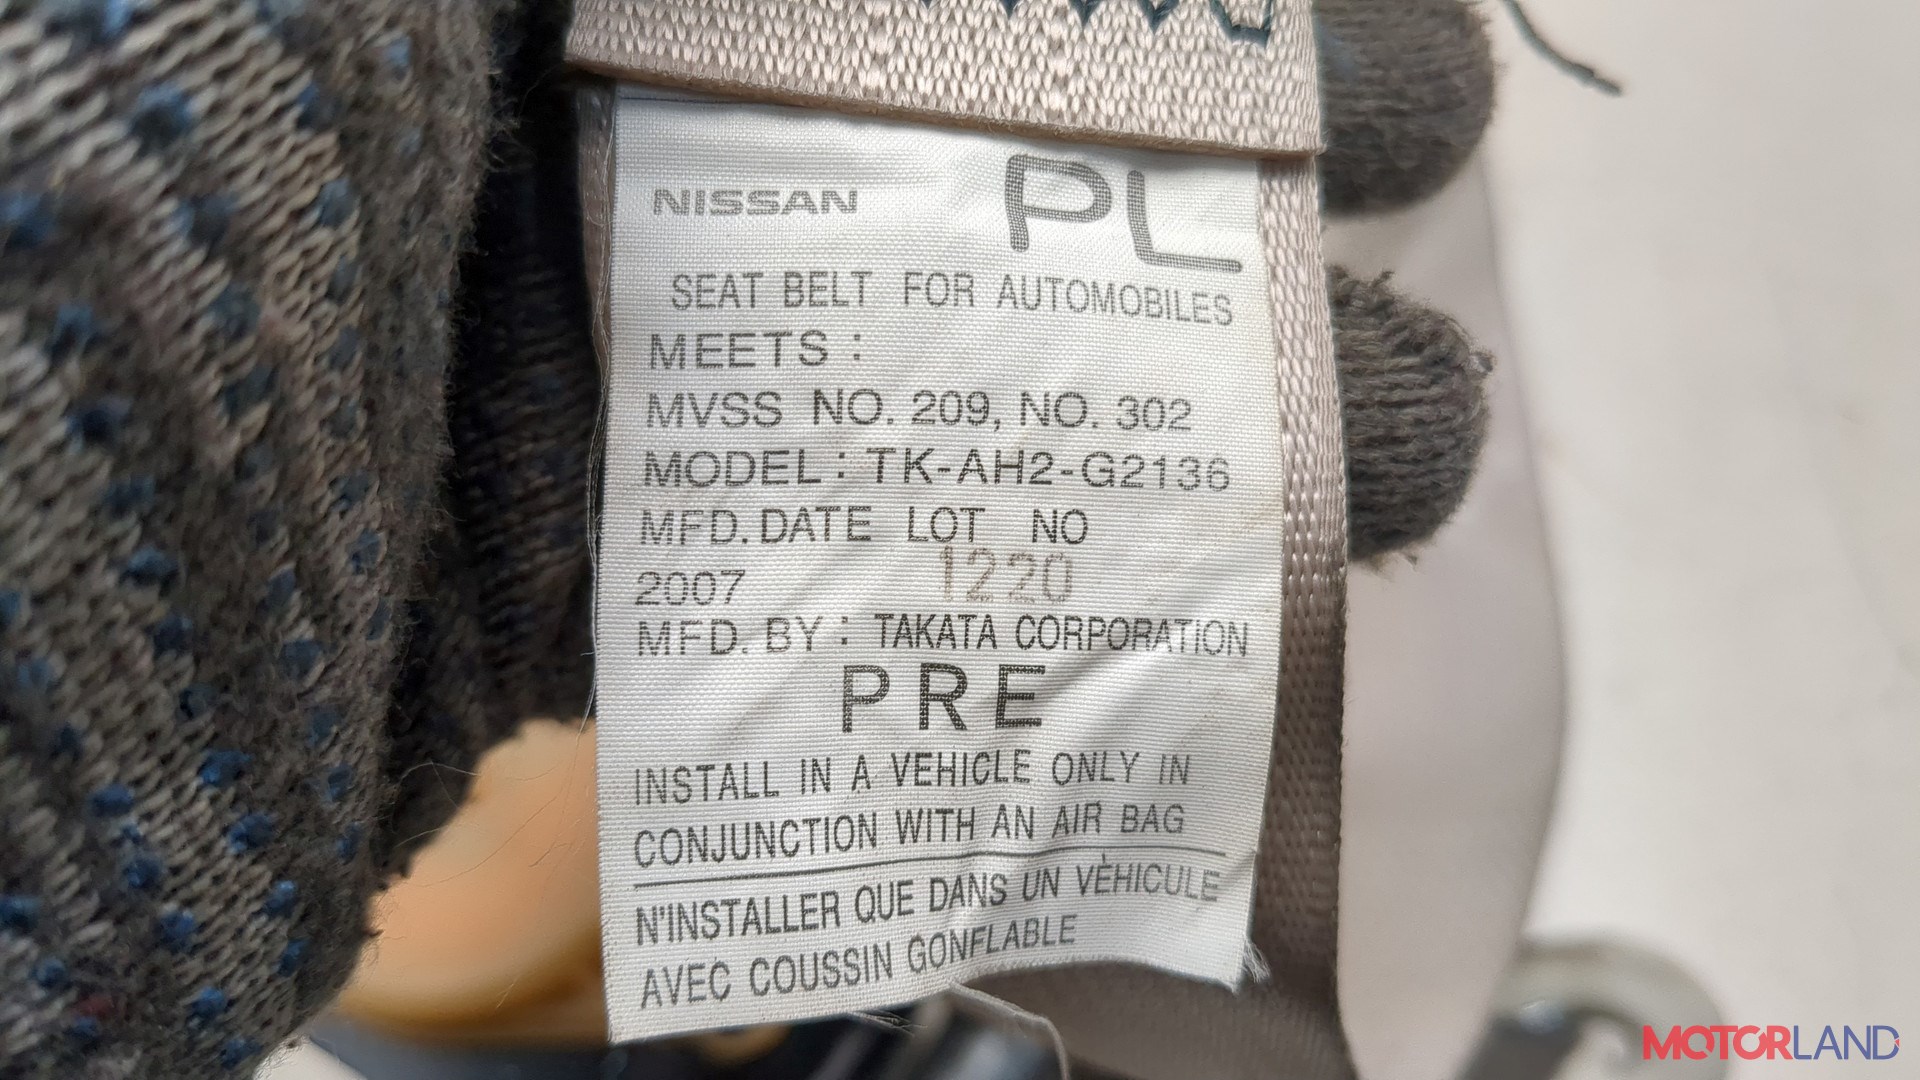 NISSAN PL
SEAT BELT FOR AUTOMOBILES
MEETS :
MVSS NO. 209, NO. 302
MODEL : TK-AH2-G2136
MFD. DATE LOT NO
2007 1220
MFD. BY : TAKATA CORPORATION
PRE
INSTALL IN A VEHICLE ONLY IN
CONJUNCTION WITH AN AIR BAG
N'INSTALLER QUE DANS UN VÈHICULE
AVEC COUSSIN GONFLABLE
MOTORLAND